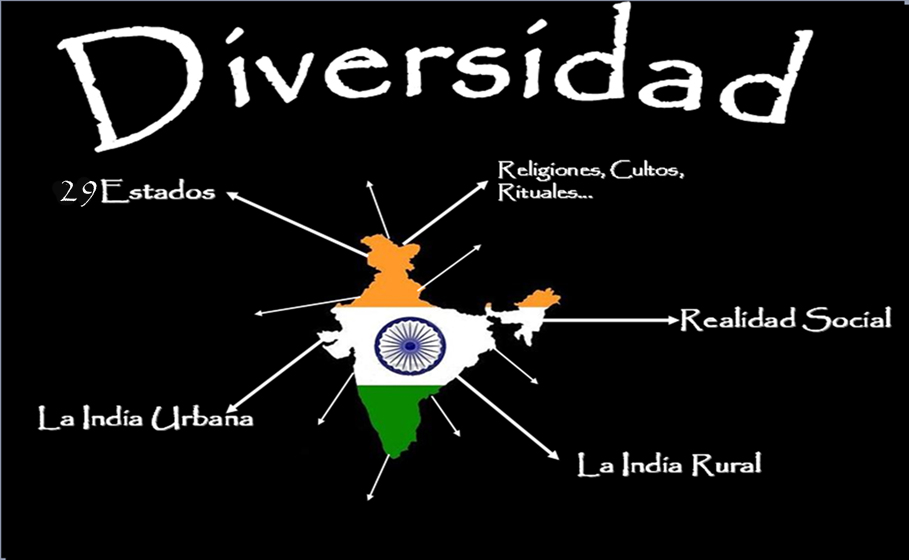 Diversidad
29Estados
Religiones, Cultos,
Rituales...
Realidad Social
La India Urbana
La India Rural